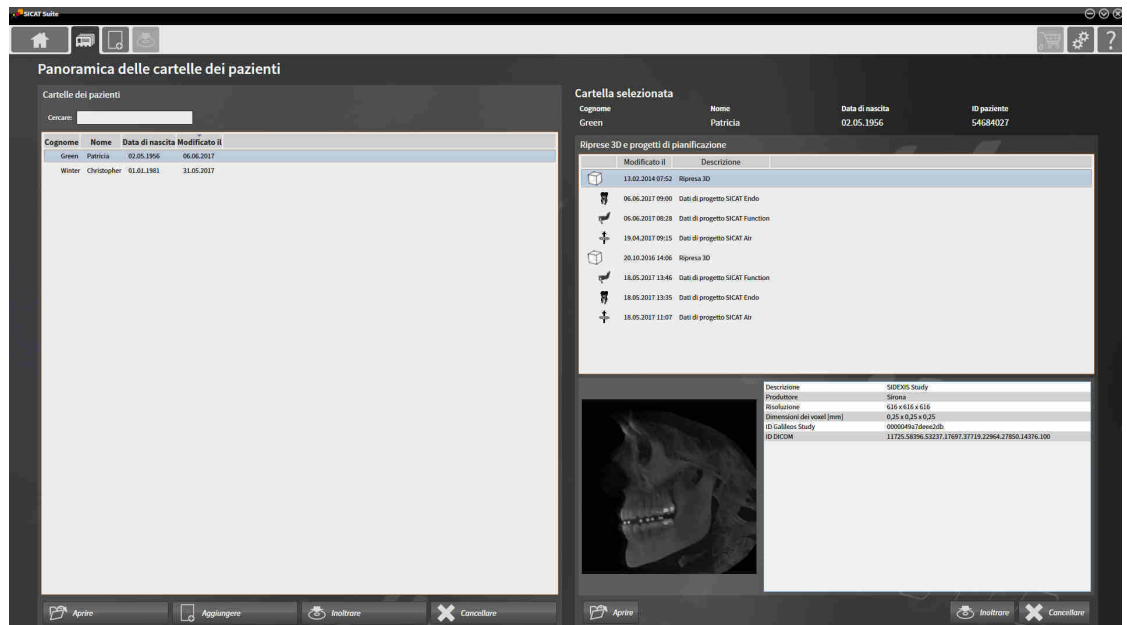 SICAT Suite
?
Panoramica delle cartelle dei pazienti
Cartelle dei pazienti
Cercare:
Cognome Nome Data di nascita Modificato il
Green Patricia 02.05.1956 06.06.2017
Winter Christopher 01.01.1981 31.05.2017
Aprire Aggiungere Inoltrare Cancellare
Cartella selezionata
Cognome Nome Data di nascita ID paziente
Green Patricia 02.05.1956 54684027
Riprese 3D e progetti di pianificazione
Modificato il Descrizione
13.02.2014 07:52 Ripresa 3D
06.06.2017 09:00 Dati di progetto SICAT Endo
06.06.2017 08:28 Dati di progetto SICAT Function
19.04.2017 09:15 Dati di progetto SICAT Air
20.10.2016 14:06 Ripresa 3D
18.05.2017 13:46 Dati di progetto SICAT Function
18.05.2017 13:35 Dati di progetto SICAT Endo
18.05.2017 11:07 Dati di progetto SICAT Air
Descrizione SIDEXIS Study
Produttore Sirona
Risoluzione 616 x 616 x 616
Dimensioni dei voxel [mm] 0,25 x 0,25 x 0,25
ID Galileos Study 0000049a7deee2db
ID DICOM 11725.58396.53237.17697.37719.22964.27850.14376.100
Aprire Inoltrare Cancellare